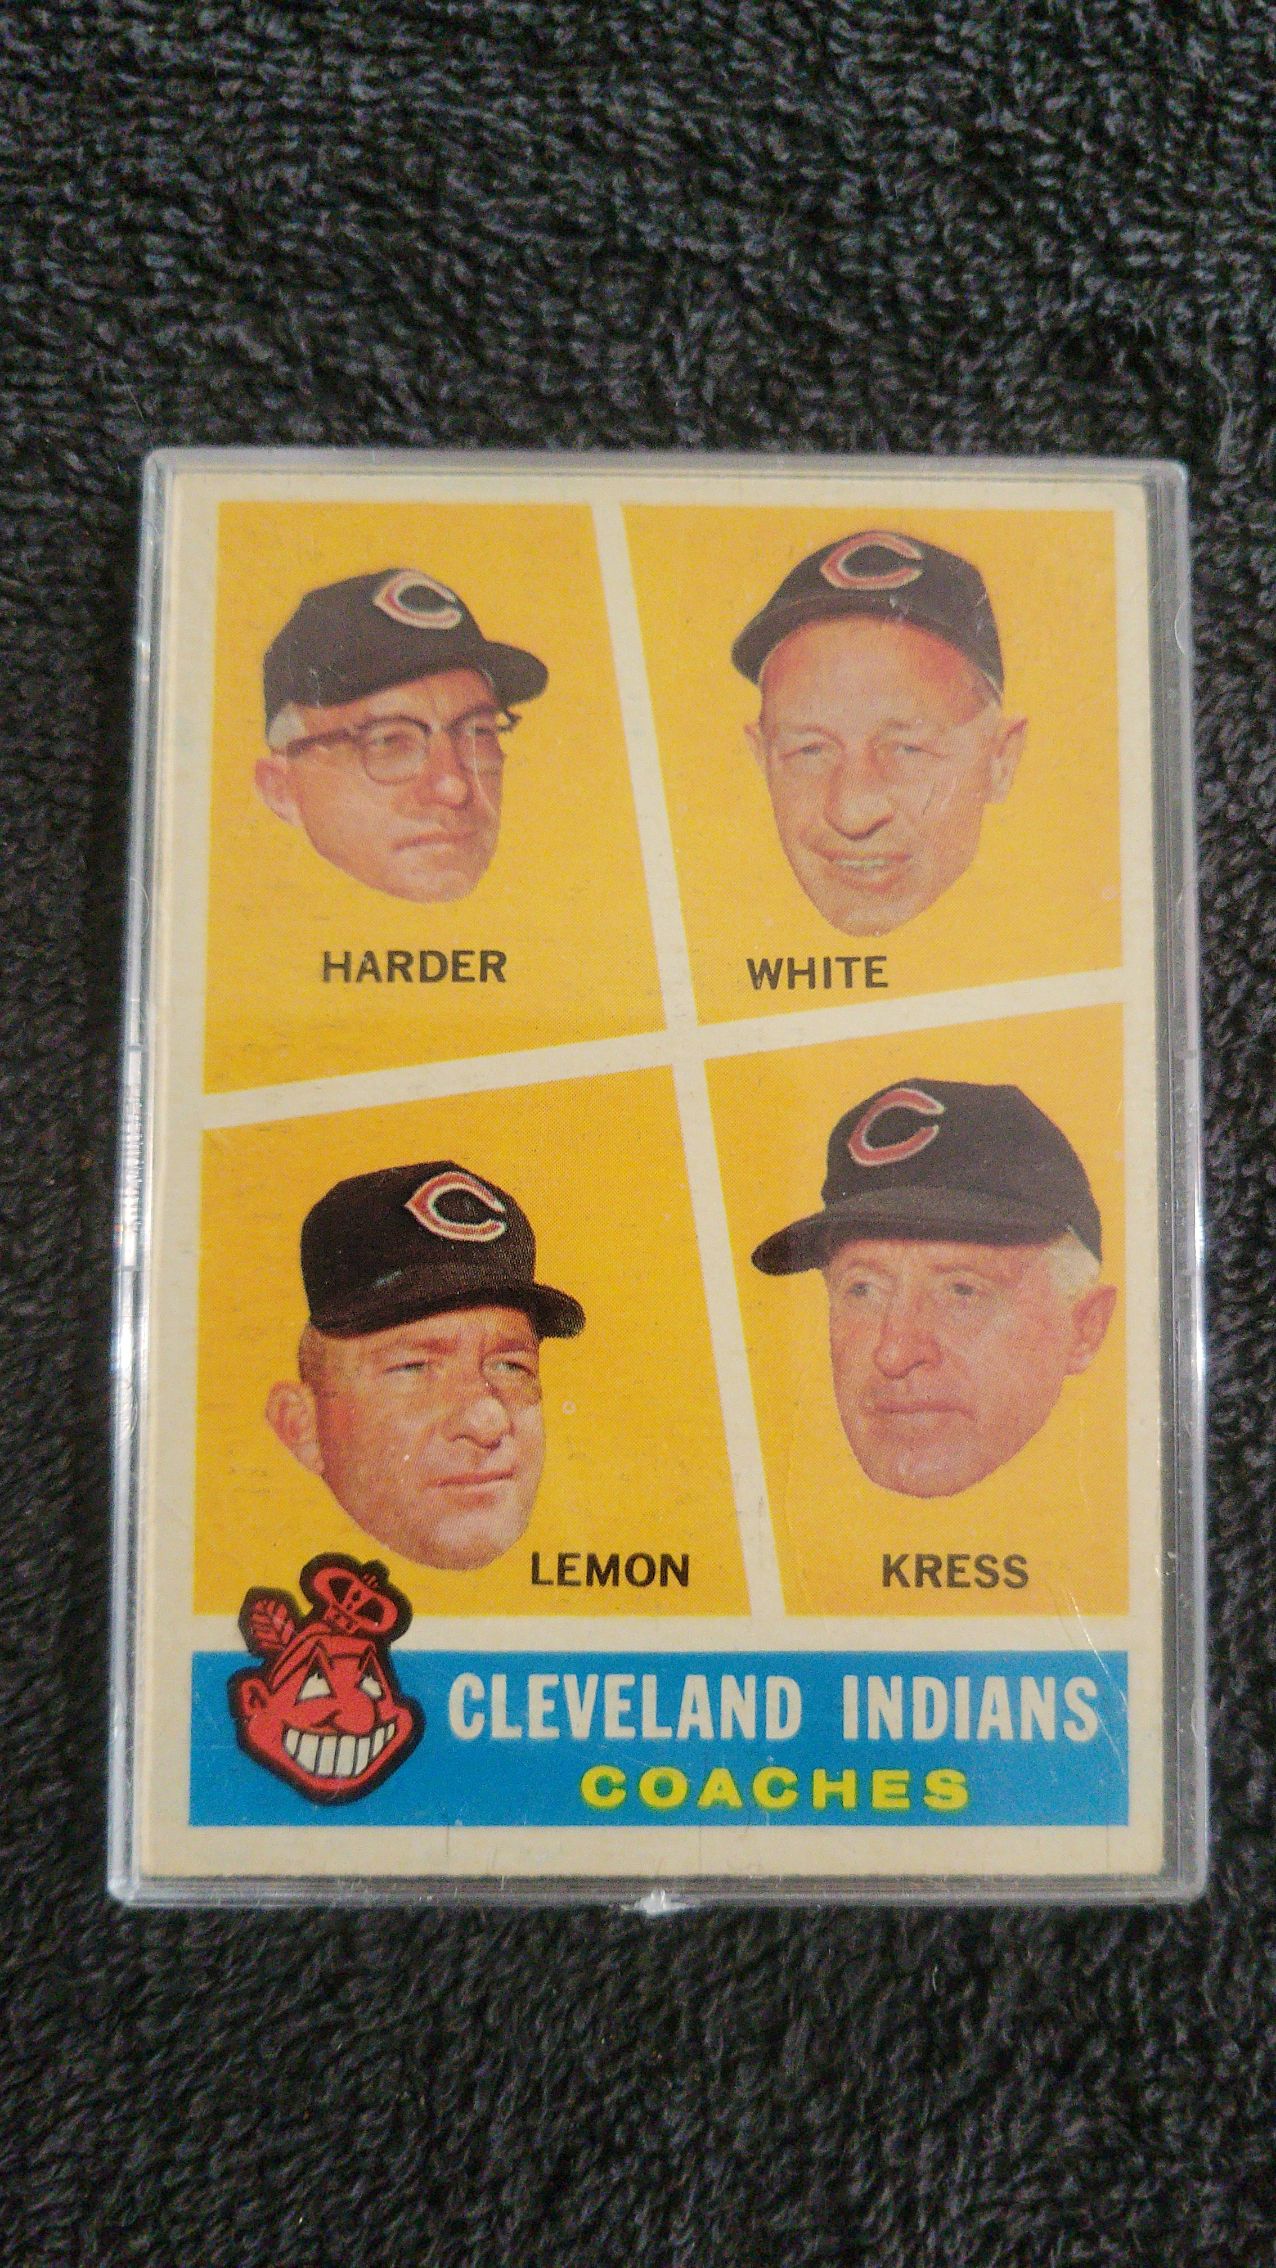 HARDER
WHITE
LEMON
KRESS
CLEVELAND INDIANS
COACHES